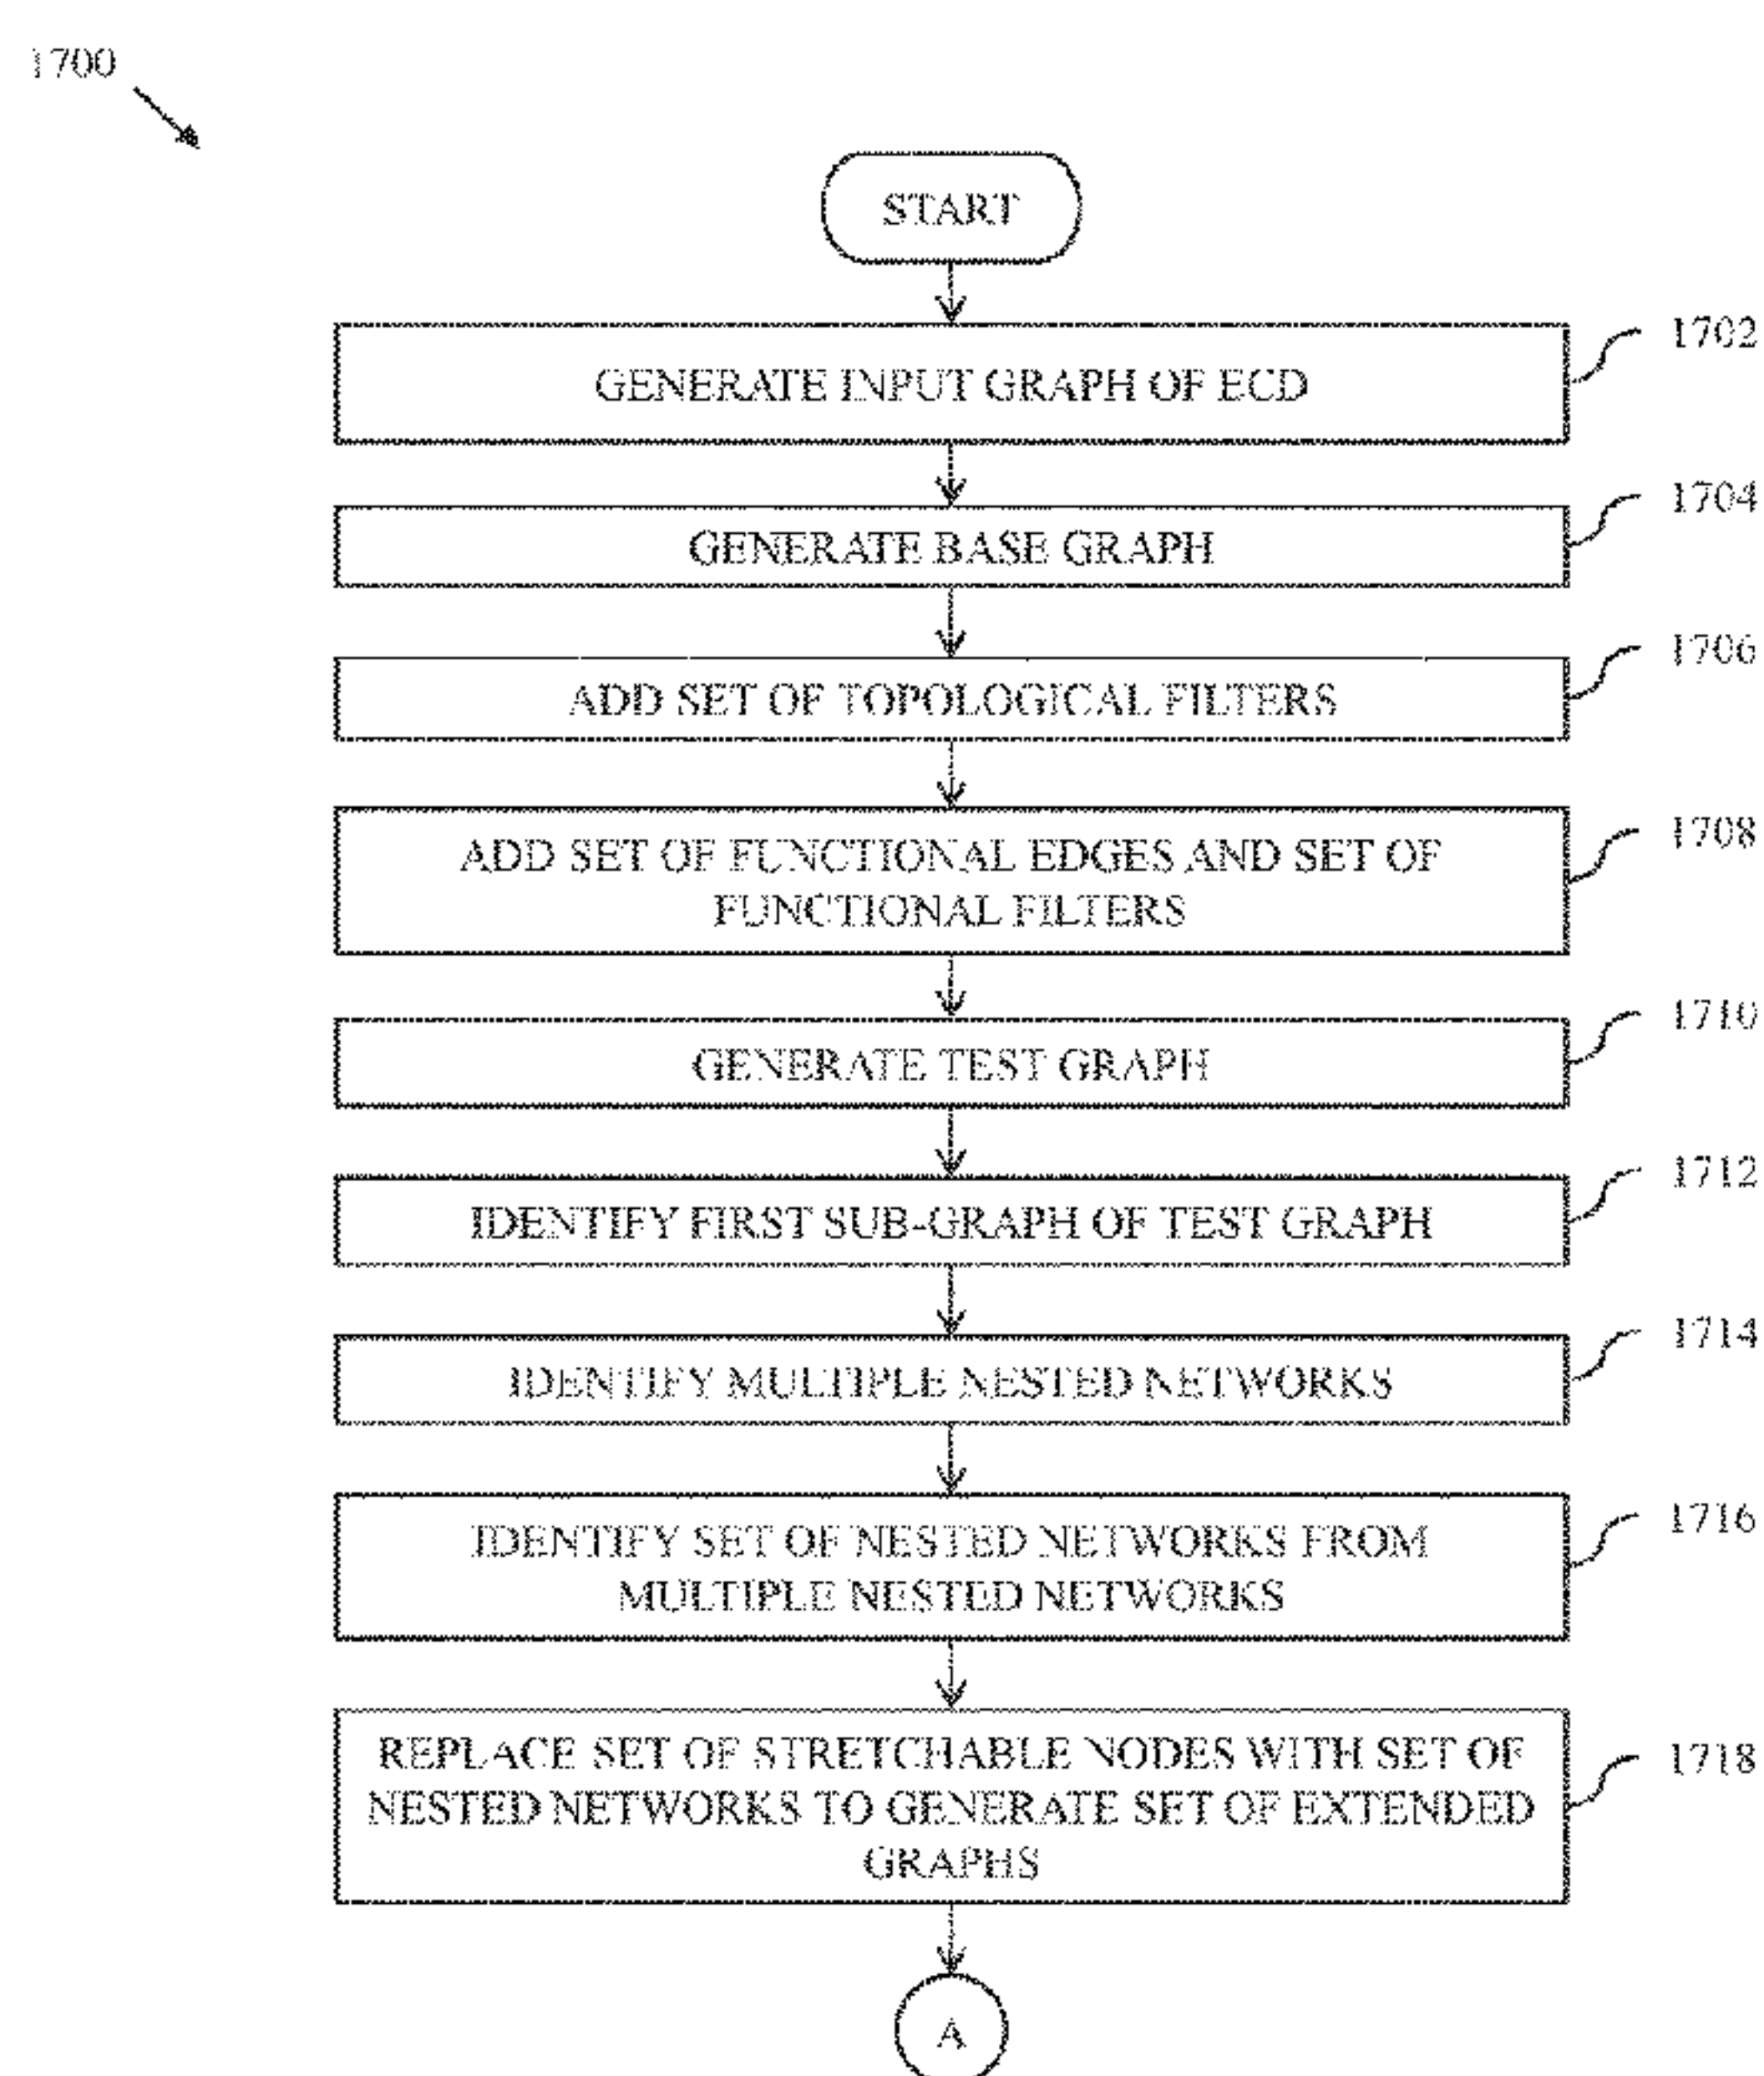 1700
START
GENERATE INPUT GRAPH OF ECD
1702
GENERATE BASE GRAPH
1704
ADD SET OF TOPOLOGICAL FILTERS
1706
ADD SET OF FUNCTIONAL EDGES AND SET OF
FUNCTIONAL FILTERS
1708
GENERATE TEST GRAPH
1710
IDENTIFY FIRST SUB-GRAPH OF TEST GRAPH
1712
IDENTIFY MULTIPLE NESTED NETWORKS
1714
IDENTIFY SET OF NESTED NETWORKS FROM
MULTIPLE NESTED NETWORKS
1716
REPLACE SET OF STRETCHABLE NODES WITH SET OF
NESTED NETWORKS TO GENERATE SET OF EXTENDED
GRAPHS
1718
A